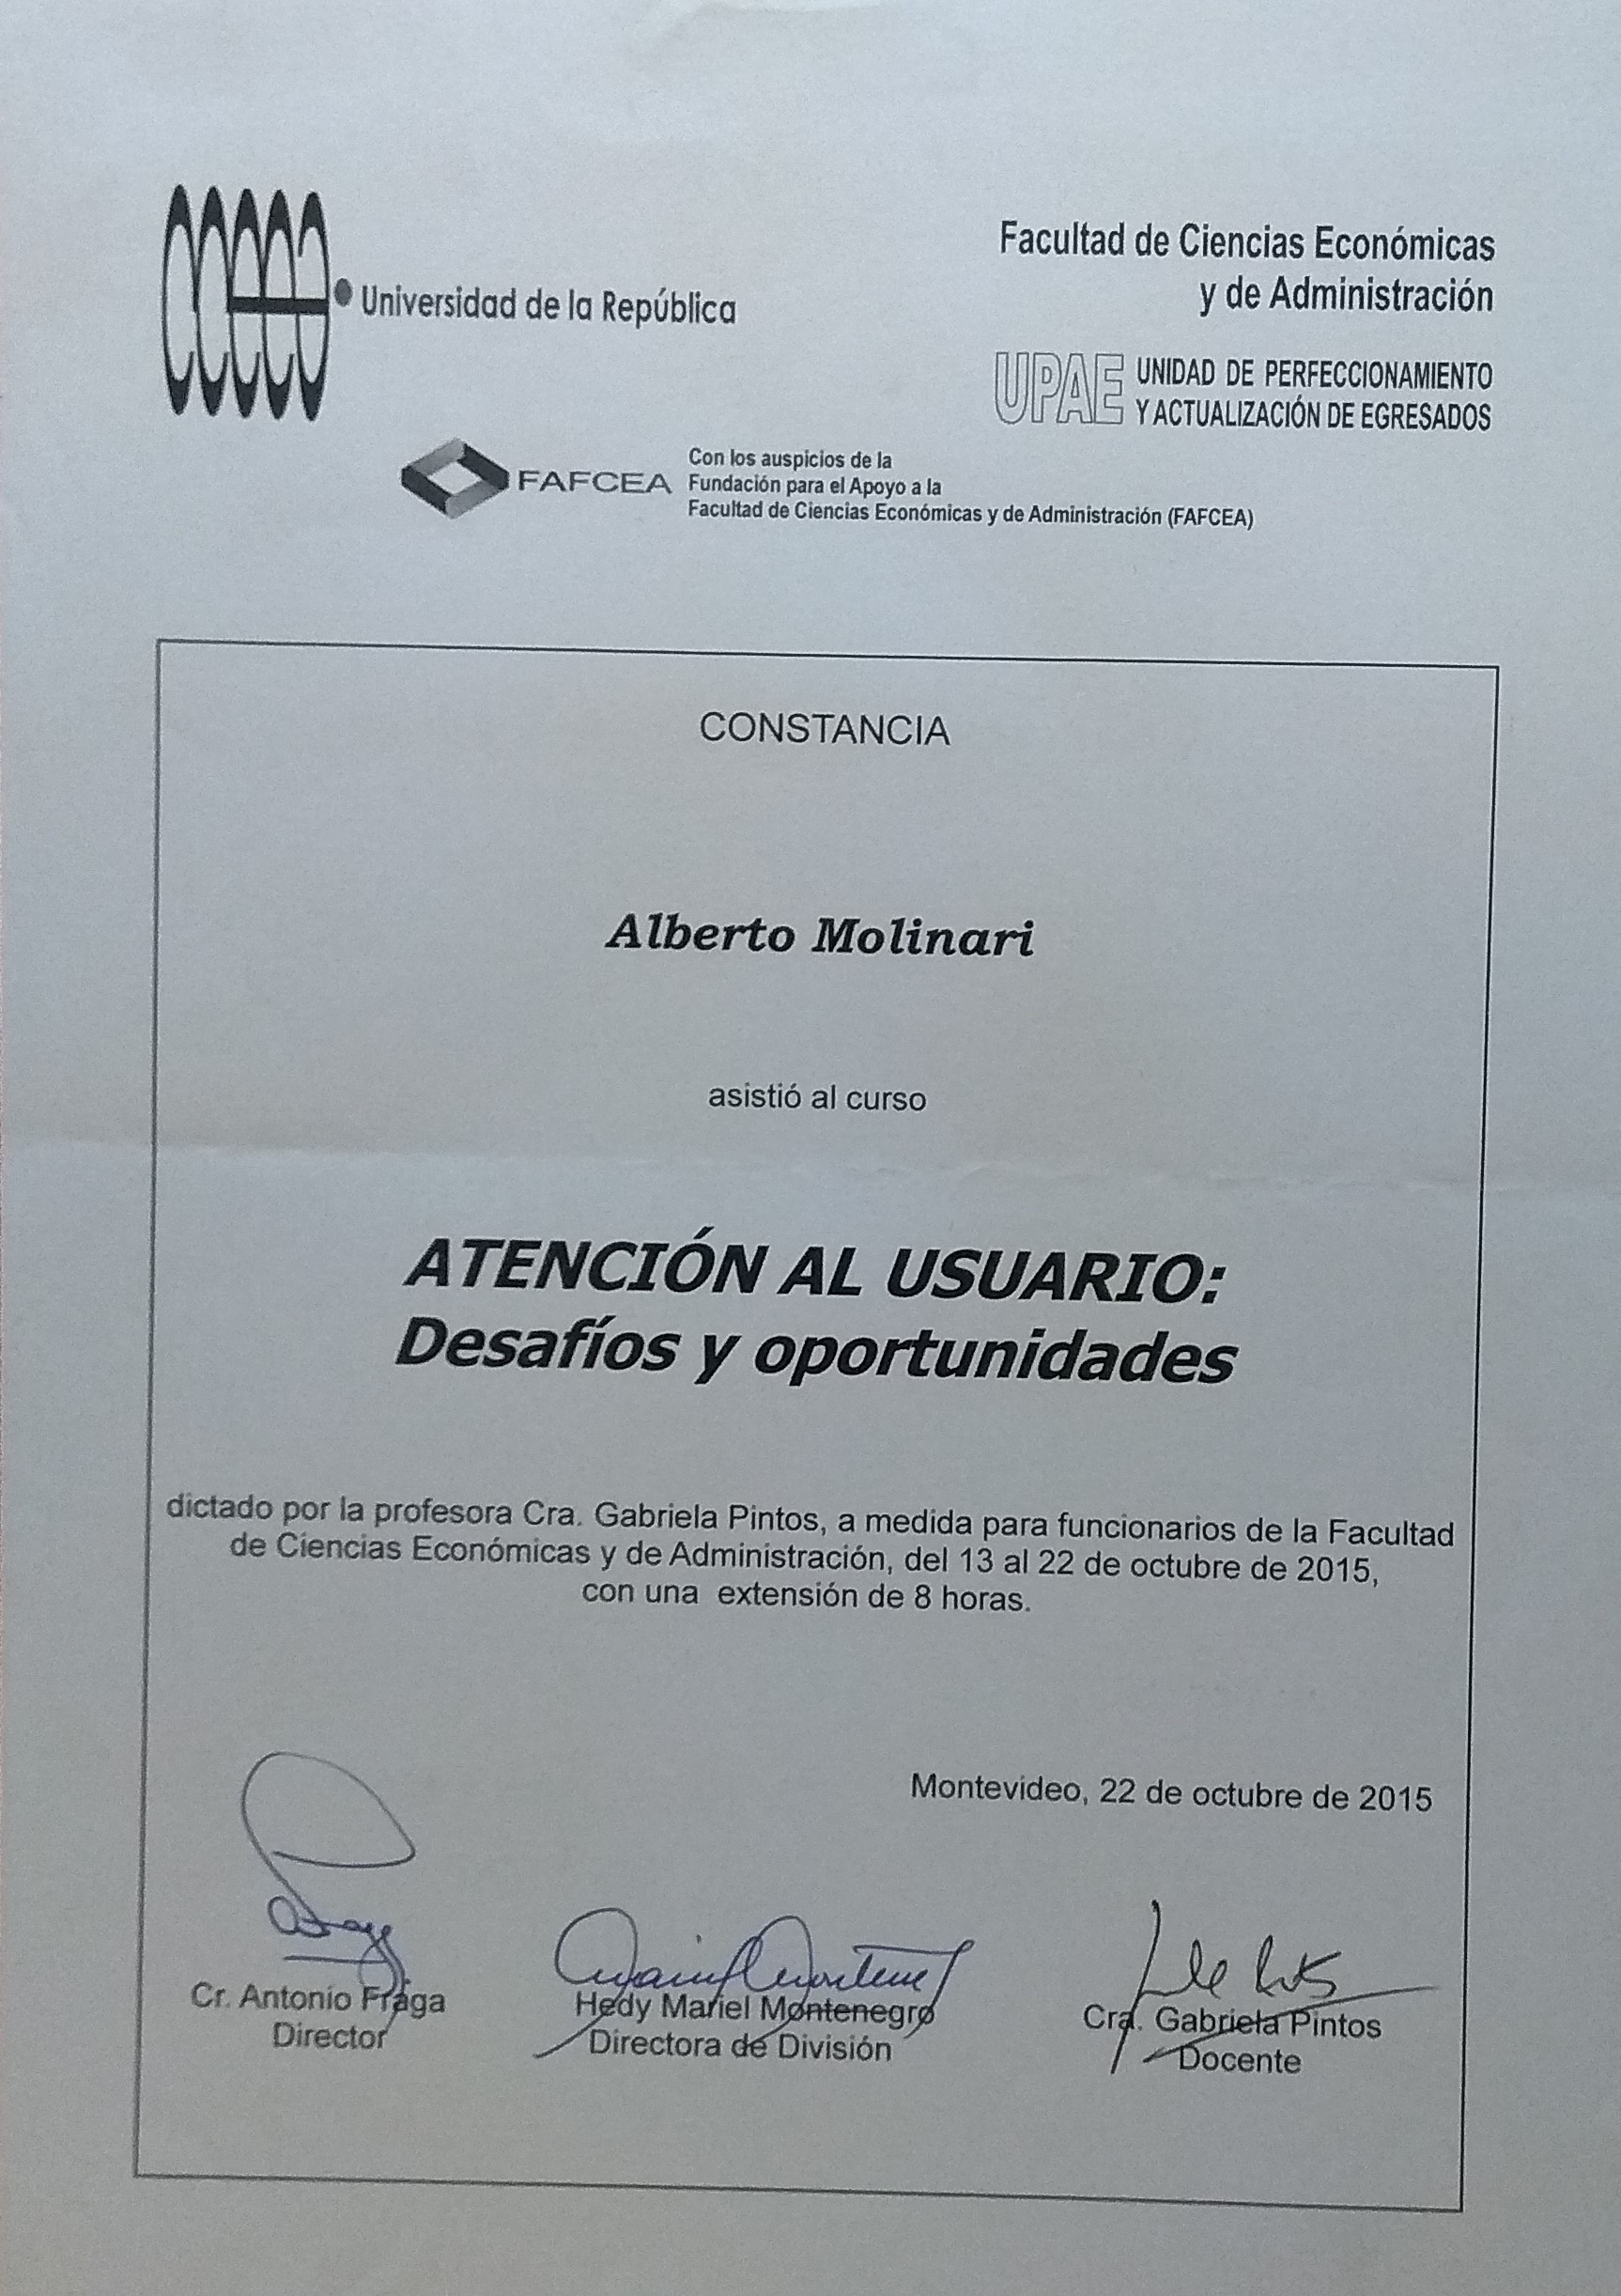 ccea
Universidad de la República
Facultad de Ciencias Económicas
y de Administración
UPAE UNIDAD DE PERFECCIONAMIENTO
Y ACTUALIZACIÓN DE EGRESADOS
FAFCEA
Con los auspicios de la
Fundación para el Apoyo a la
Facultad de Ciencias Económicas y de Administración (FAFCEA)
CONSTANCIA
Alberto Molinari
asistió al curso
ATENCIÓN AL USUARIO:
Desafíos y oportunidades
dictado por la profesora Cra. Gabriela Pintos, a medida para funcionarios de la Facultad
de Ciencias Económicas y de Administración, del 13 al 22 de octubre de 2015,
con una extensión de 8 horas.
Montevideo, 22 de octubre de 2015
Cr. Antonio Fraga
Director
Hedy Mariel Montenegro
Directora de División
Cra. Gabriela Pintos
Docente